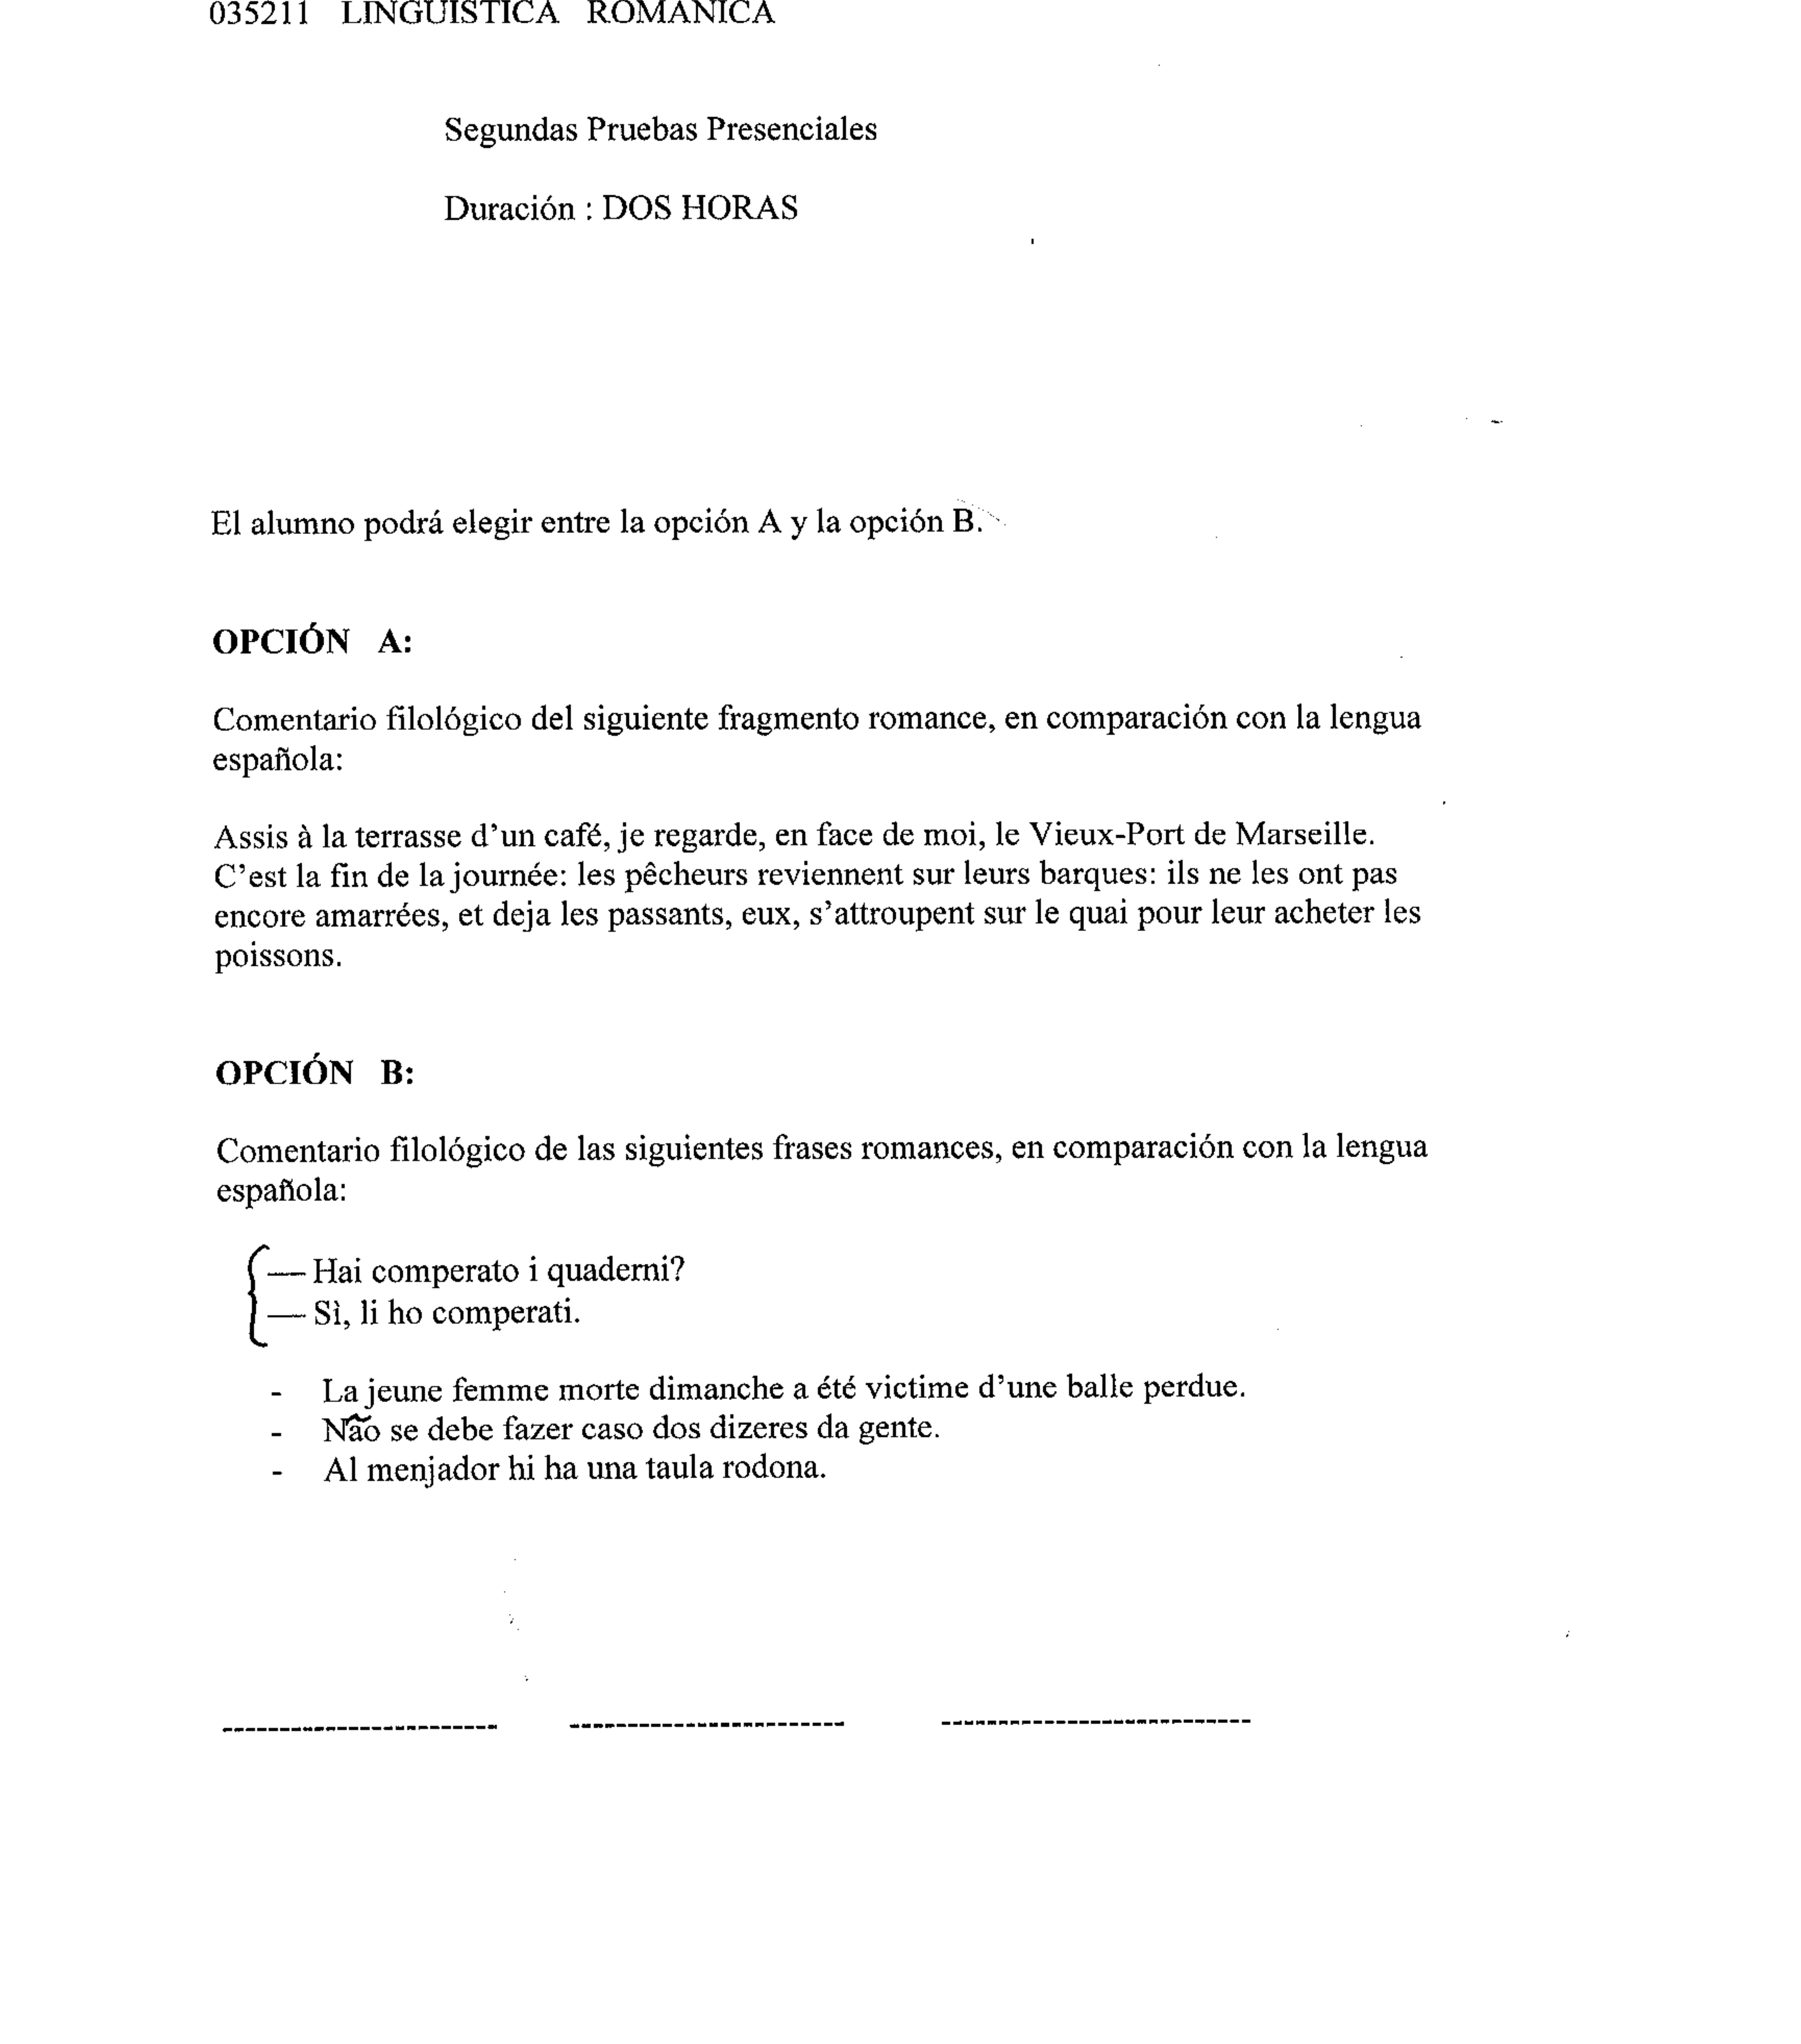 035211 LINGUISTICA ROMANICA
Segundas Pruebas Presenciales
Duración : DOS HORAS
El alumno podrá elegir entre la opción A y la opción B.
OPCIÓN A:
Comentario filológico del siguiente fragmento romance, en comparación con la lengua
española:
Assis à la terrasse d'un café, je regarde, en face de moi, le Vieux-Port de Marseille.
C'est la fin de la journée: les pêcheurs reviennent sur leurs barques: ils ne les ont pas
encore amarrées, et deja les passants, eux, s'attroupent sur le quai pour leur acheter les
poissons.
OPCIÓN B:
Comentario filológico de las siguientes frases romances, en comparación con la lengua
española:
— Hai comperato i quaderni?
— Sì, li ho comperati.
- La jeune femme morte dimanche a été victime d'une balle perdue.
- Não se debe fazer caso dos dizeres da gente.
- Al menjador hi ha una taula rodona.